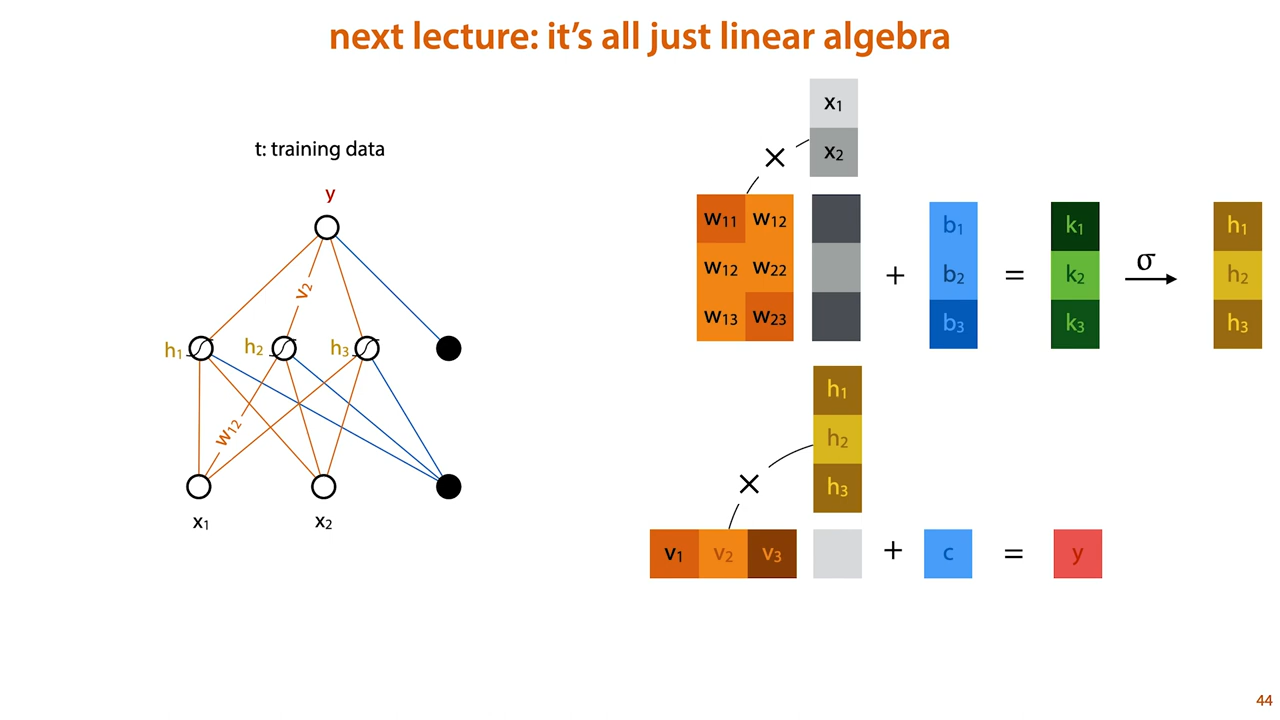 next lecture: it's all just linear algebra
t: training data
y
v₂
h₁ h₂ h₃
w₁₂
x₁ x₂
x₁
x₂
×
w₁₁ w₁₂
w₁₂ w₂₂
w₁₃ w₂₃
+
b₁
b₂
b₃
=
k₁
k₂
k₃
σ
h₁
h₂
h₃
h₁
h₂
h₃
×
v₁ v₂ v₃ + c = y
44